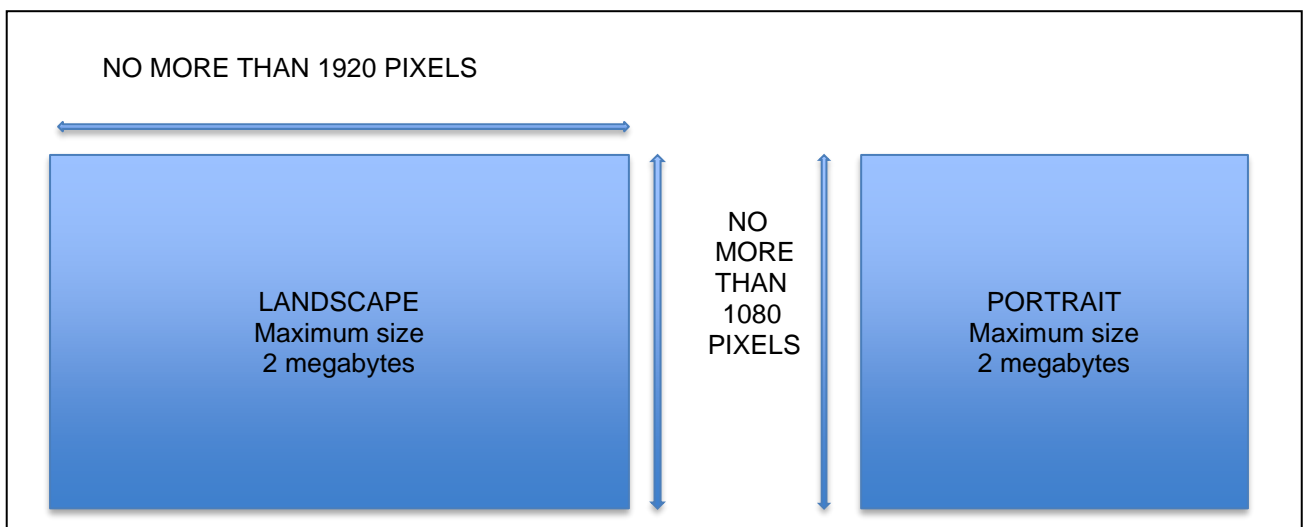 NO MORE THAN 1920 PIXELS
LANDSCAPE
Maximum size
2 megabytes
NO
MORE
THAN
1080
PIXELS
PORTRAIT
Maximum size
2 megabytes